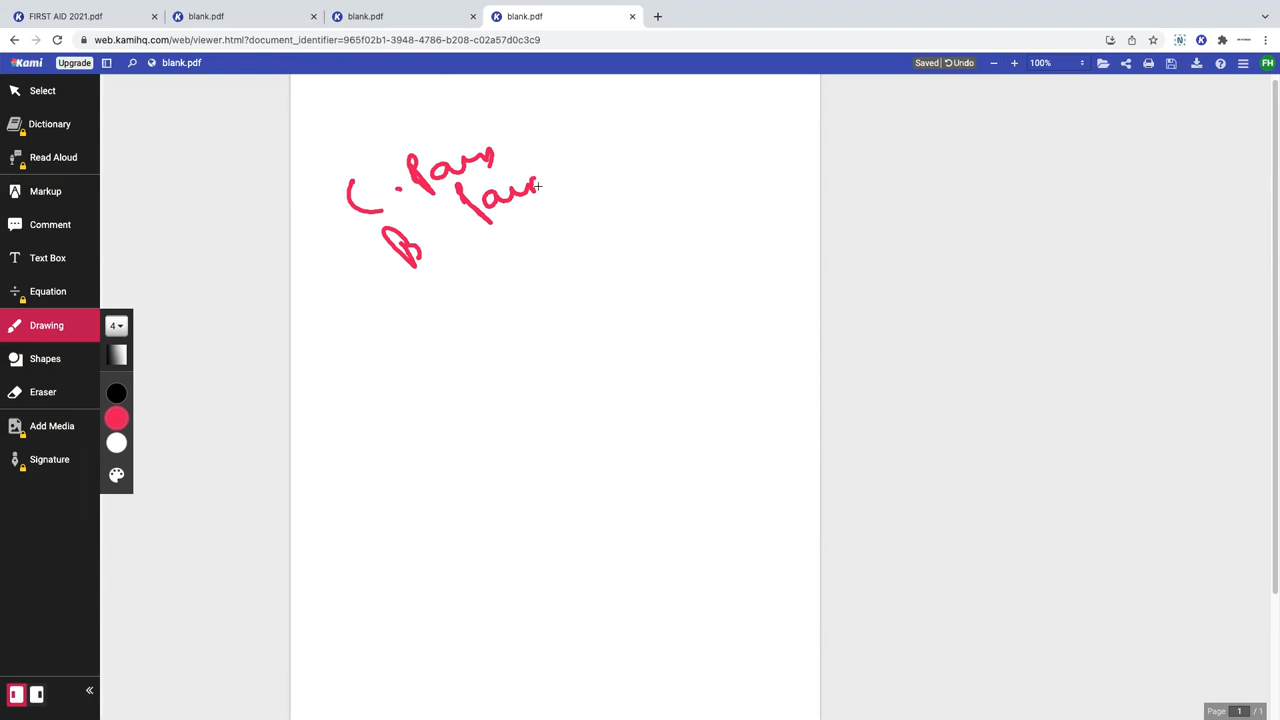 FIRST AID 2021.pdf
blank.pdf
blank.pdf
blank.pdf
web.kamihq.com/web/viewer.html?document_identifier=965f02b1-3948-4786-b208-c02a57d0c3c9
Kami
Upgrade
blank.pdf
Saved
Undo
100%
FH
Select
Dictionary
Read Aloud
Markup
Comment
Text Box
Equation
Drawing
4
Shapes
Eraser
Add Media
Signature
C.
B
Page
1
/ 1